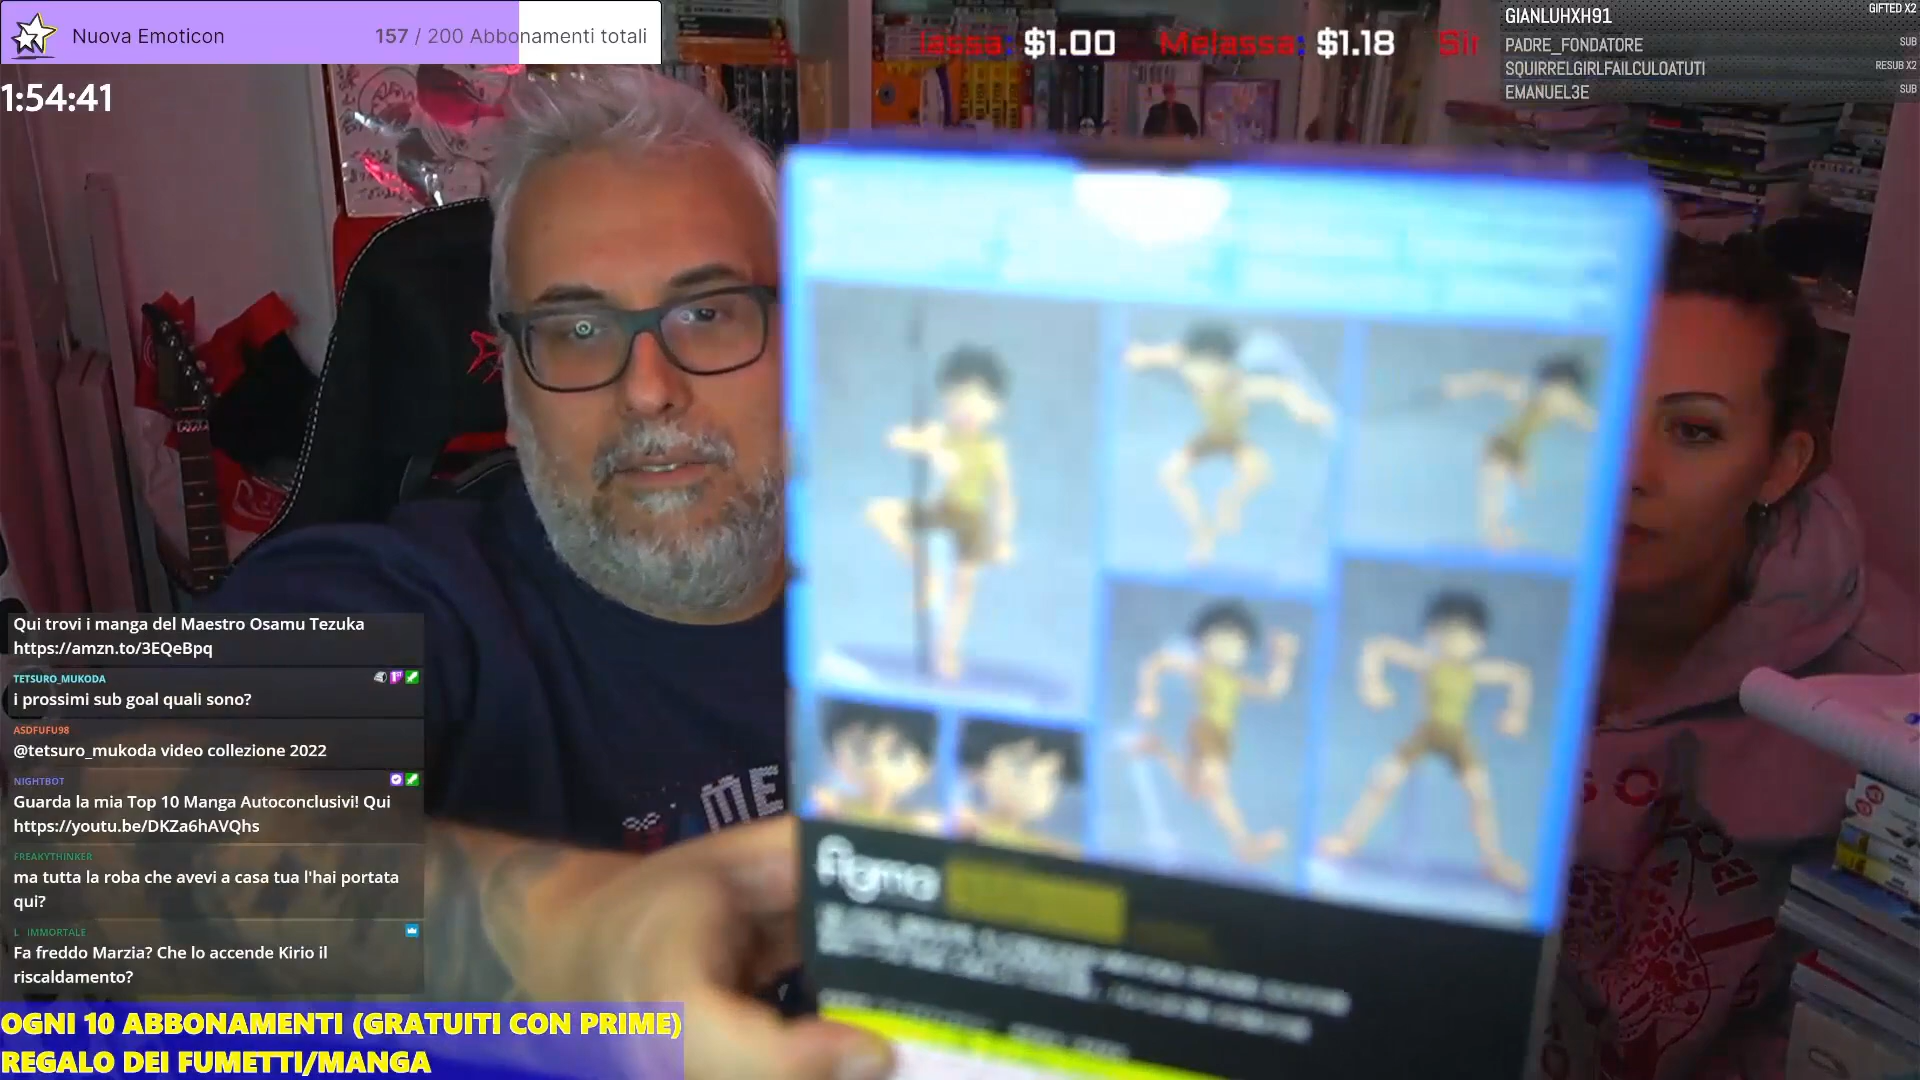 Nuova Emoticon
157 / 200 Abbonamenti totali
1:54:41
lassa: $1.00 Melassa: $1.18 Sir
GIFTED X2
GIANLUHXH91
PADRE_FONDATORE SUB
SQUIRRELGIRLFAILCULOATUTI RESUB X2
EMANUEL3E SUB
Qui trovi i manga del Maestro Osamu Tezuka
https://amzn.to/3EQeBpq
TETSURO_MUKODA
i prossimi sub goal quali sono?
ASDFUFU98
@tetsuro_mukoda video collezione 2022
NIGHTBOT
Guarda la mia Top 10 Manga Autoconclusivi! Qui
https://youtu.be/DKZa6hAVQhs
FREAKYTHINKER
ma tutta la roba che avevi a casa tua l'hai portata
qui?
L_IMMORTALE
Fa freddo Marzia? Che lo accende Kirio il
riscaldamento?
OGNI 10 ABBONAMENTI (GRATUITI CON PRIME)
REGALO DEI FUMETTI/MANGA
figma
ME